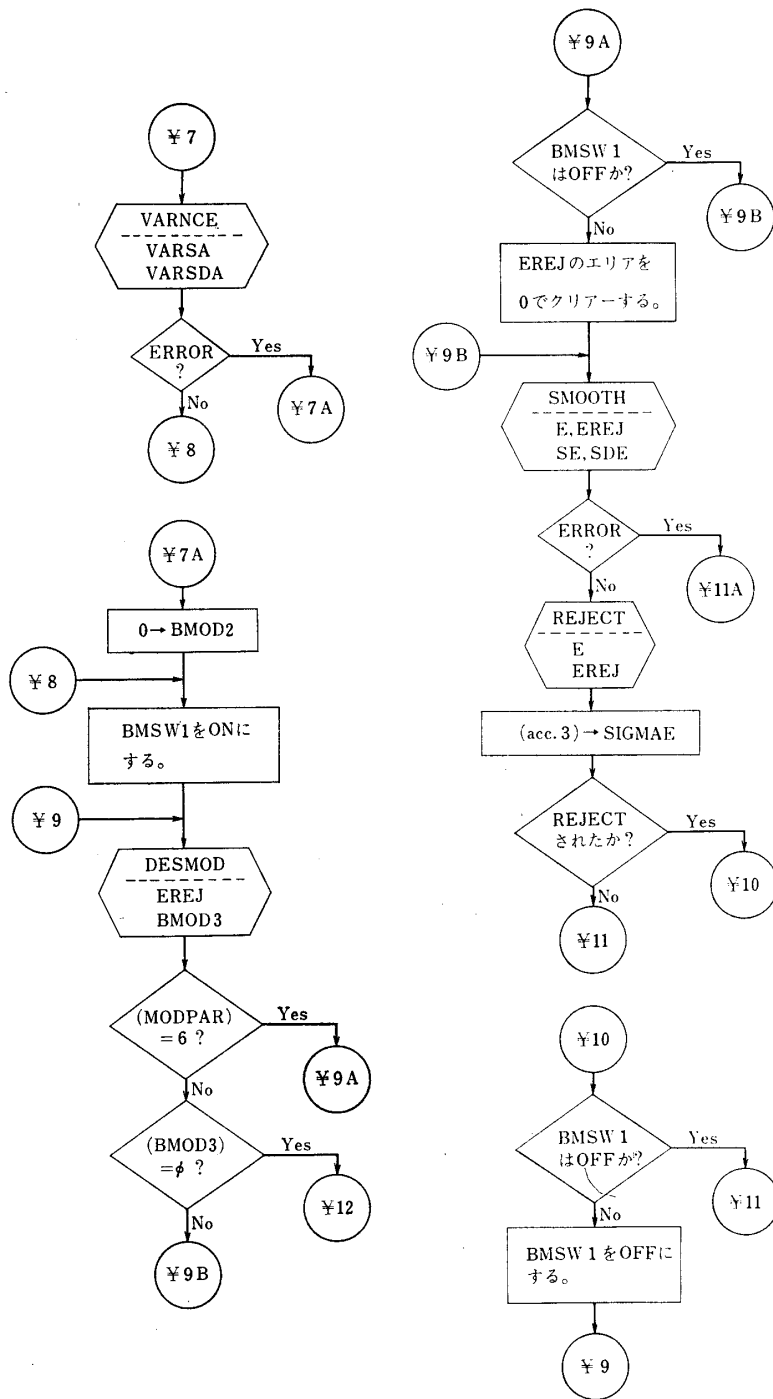 ¥7
VARNCE
VARSA
VARSDA
ERROR
?
Yes
No
¥7A
¥8
¥7A
0→BMOD2
¥8
BMSW1をONに
する。
¥9
DESMOD
EREJ
BMOD3
(MODPAR)
=6?
Yes
¥9A
No
(BMOD3)
=φ?
Yes
¥12
No
¥9B
¥9A
BMSW1
はOFFか?
Yes
¥9B
No
EREJのエリアを
0でクリアーする。
¥9B
SMOOTH
E,EREJ
SE,SDE
ERROR
?
Yes
¥11A
No
REJECT
E
EREJ
(acc.3)→SIGMAE
REJECT
されたか?
Yes
¥10
No
¥11
¥10
BMSW1
はOFFか?
Yes
¥11
No
BMSW1をOFFに
する。
¥9